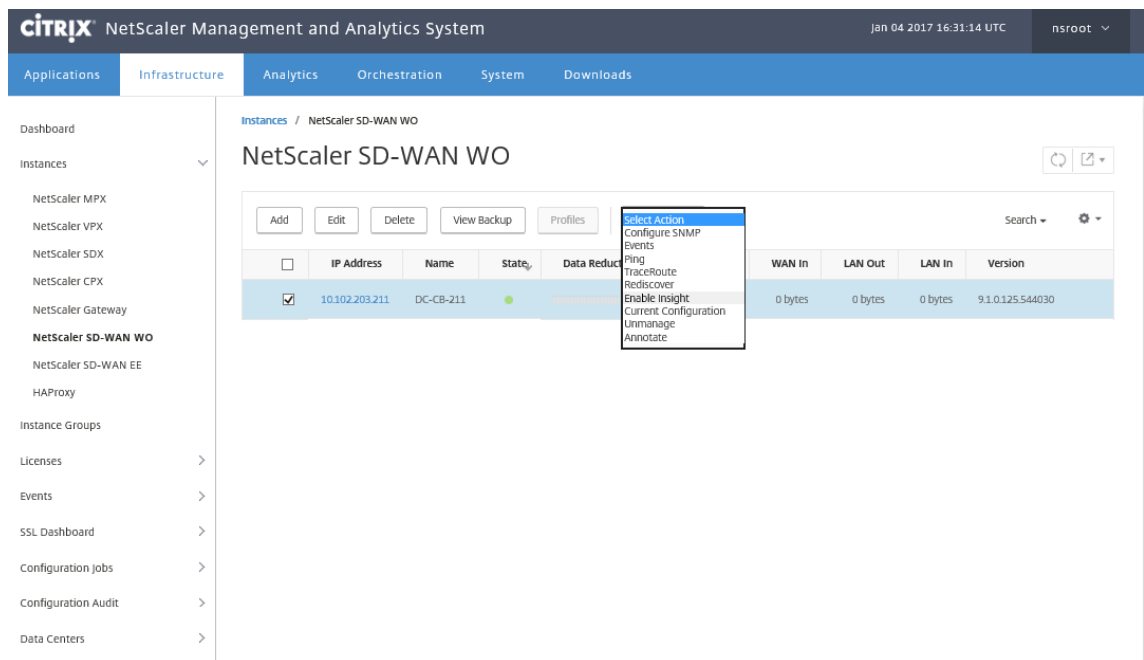 CITRIX NetScaler Management and Analytics System
Jan 04 2017 16:31:14 UTC
nsroot
Applications Infrastructure Analytics Orchestration System Downloads
Dashboard
Instances
NetScaler MPX
NetScaler VPX
NetScaler SDX
NetScaler CPX
NetScaler Gateway
NetScaler SD-WAN WO
NetScaler SD-WAN EE
HAProxy
Instance Groups
Licenses
Events
SSL Dashboard
Configuration Jobs
Configuration Audit
Data Centers
Instances / NetScaler SD-WAN WO
NetScaler SD-WAN WO
Add Edit Delete View Backup Profiles
Search
Select Action
Configure SNMP
Events
Ping
TraceRoute
Rediscover
Enable Insight
Current Configuration
Unmanage
Annotate
IP Address Name State Data Reduct WAN In LAN Out LAN In Version
10.102.203.211 DC-CB-211 0 bytes 0 bytes 0 bytes 9.1.0.125.544030